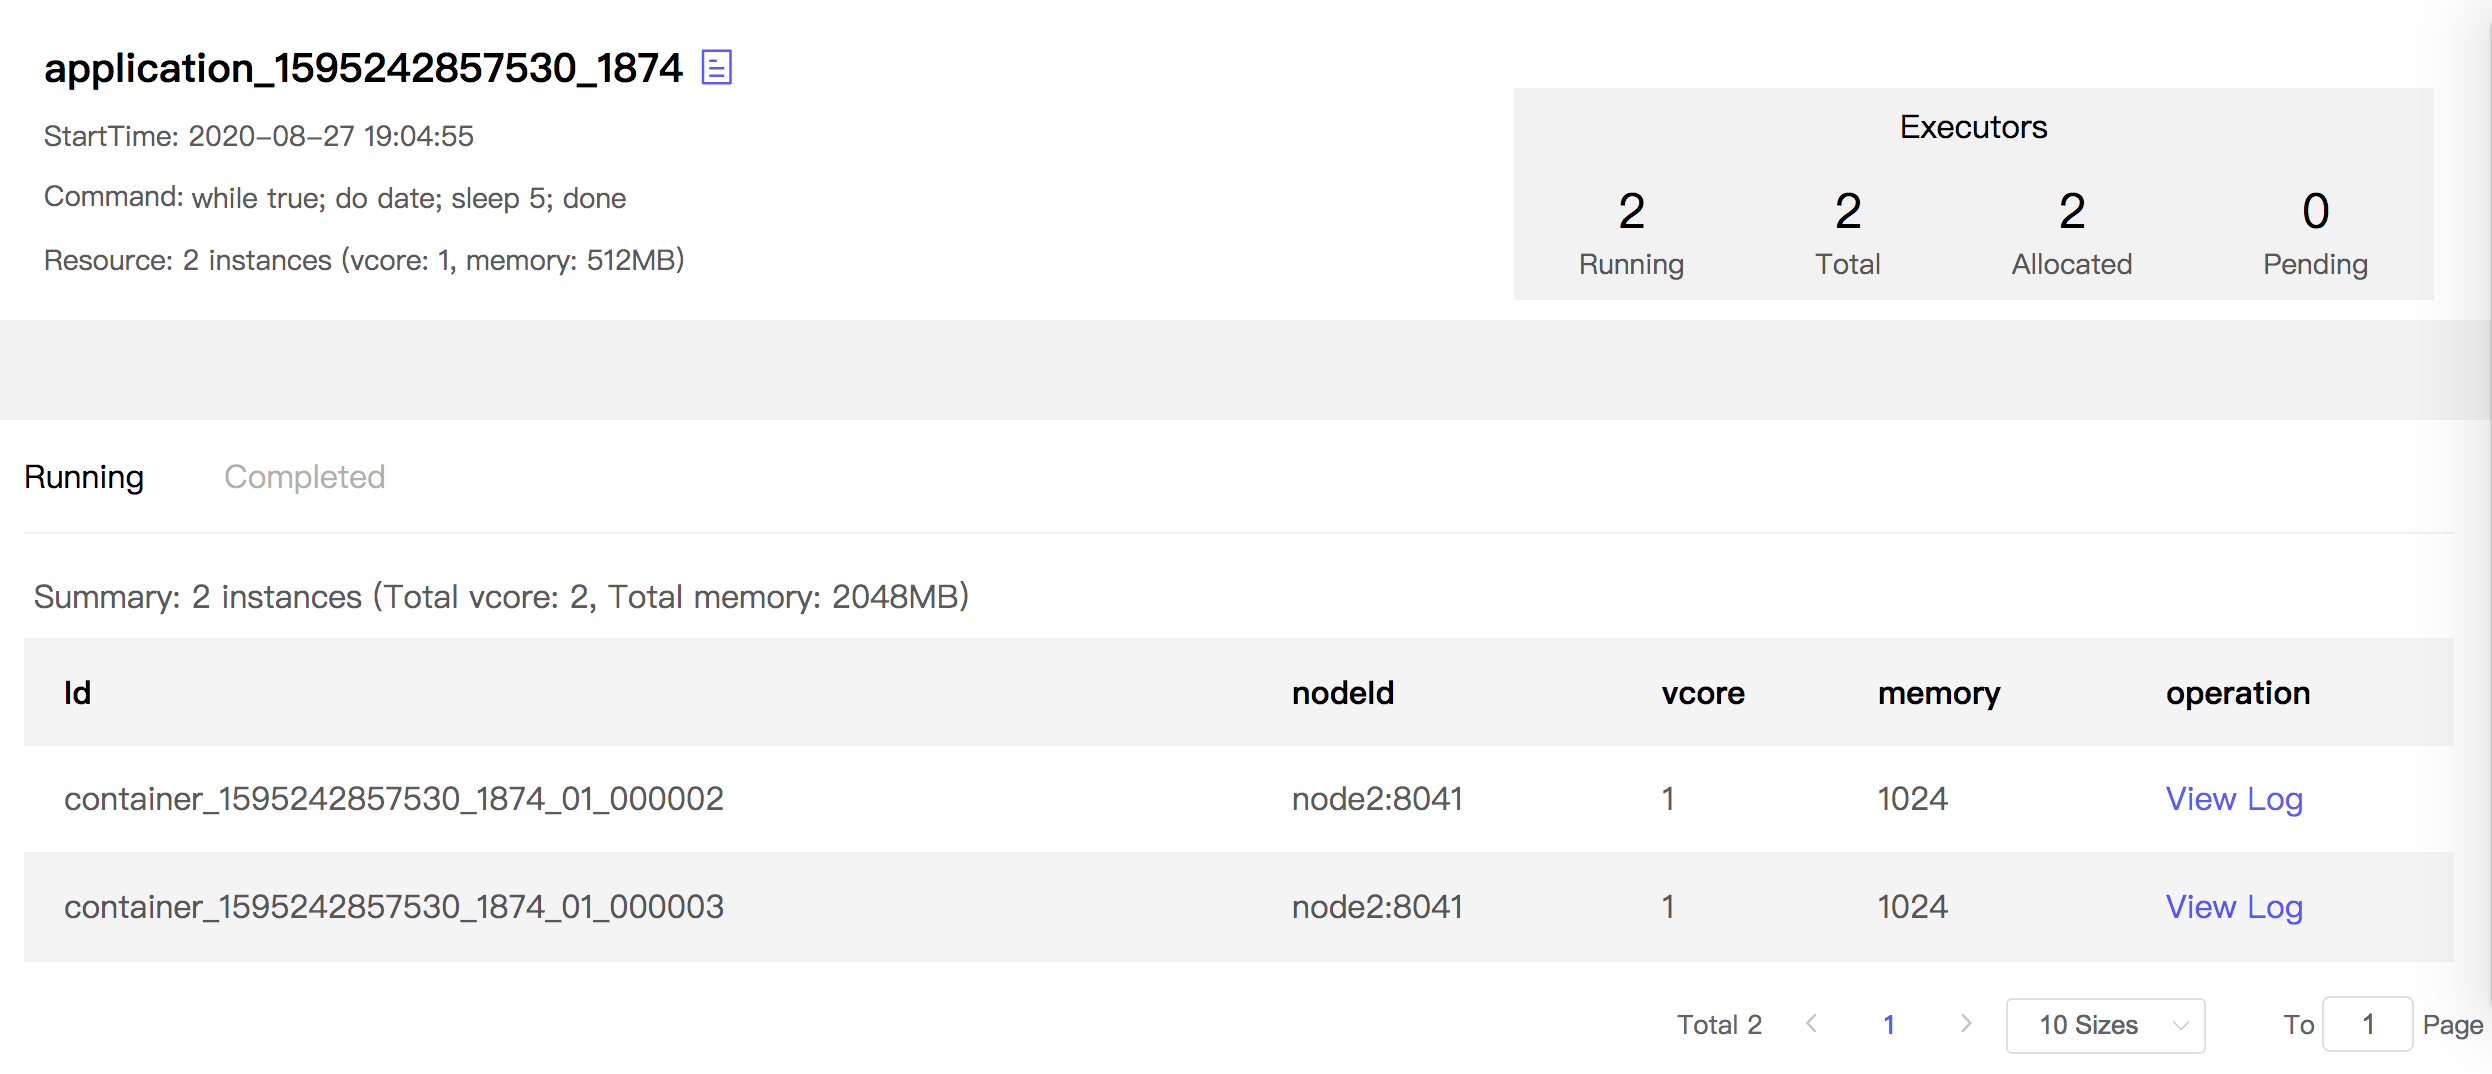 application_1595242857530_1874
StartTime: 2020-08-27 19:04:55
Command: while true; do date; sleep 5; done
Resource: 2 instances (vcore: 1, memory: 512MB)
Executors
2 2 2 0
Running Total Allocated Pending
Running Completed
Summary: 2 instances (Total vcore: 2, Total memory: 2048MB)
Id nodeId vcore memory operation
container_1595242857530_1874_01_000002 node2:8041 1 1024 View Log
container_1595242857530_1874_01_000003 node2:8041 1 1024 View Log
Total 2 1 10 Sizes To 1 Page